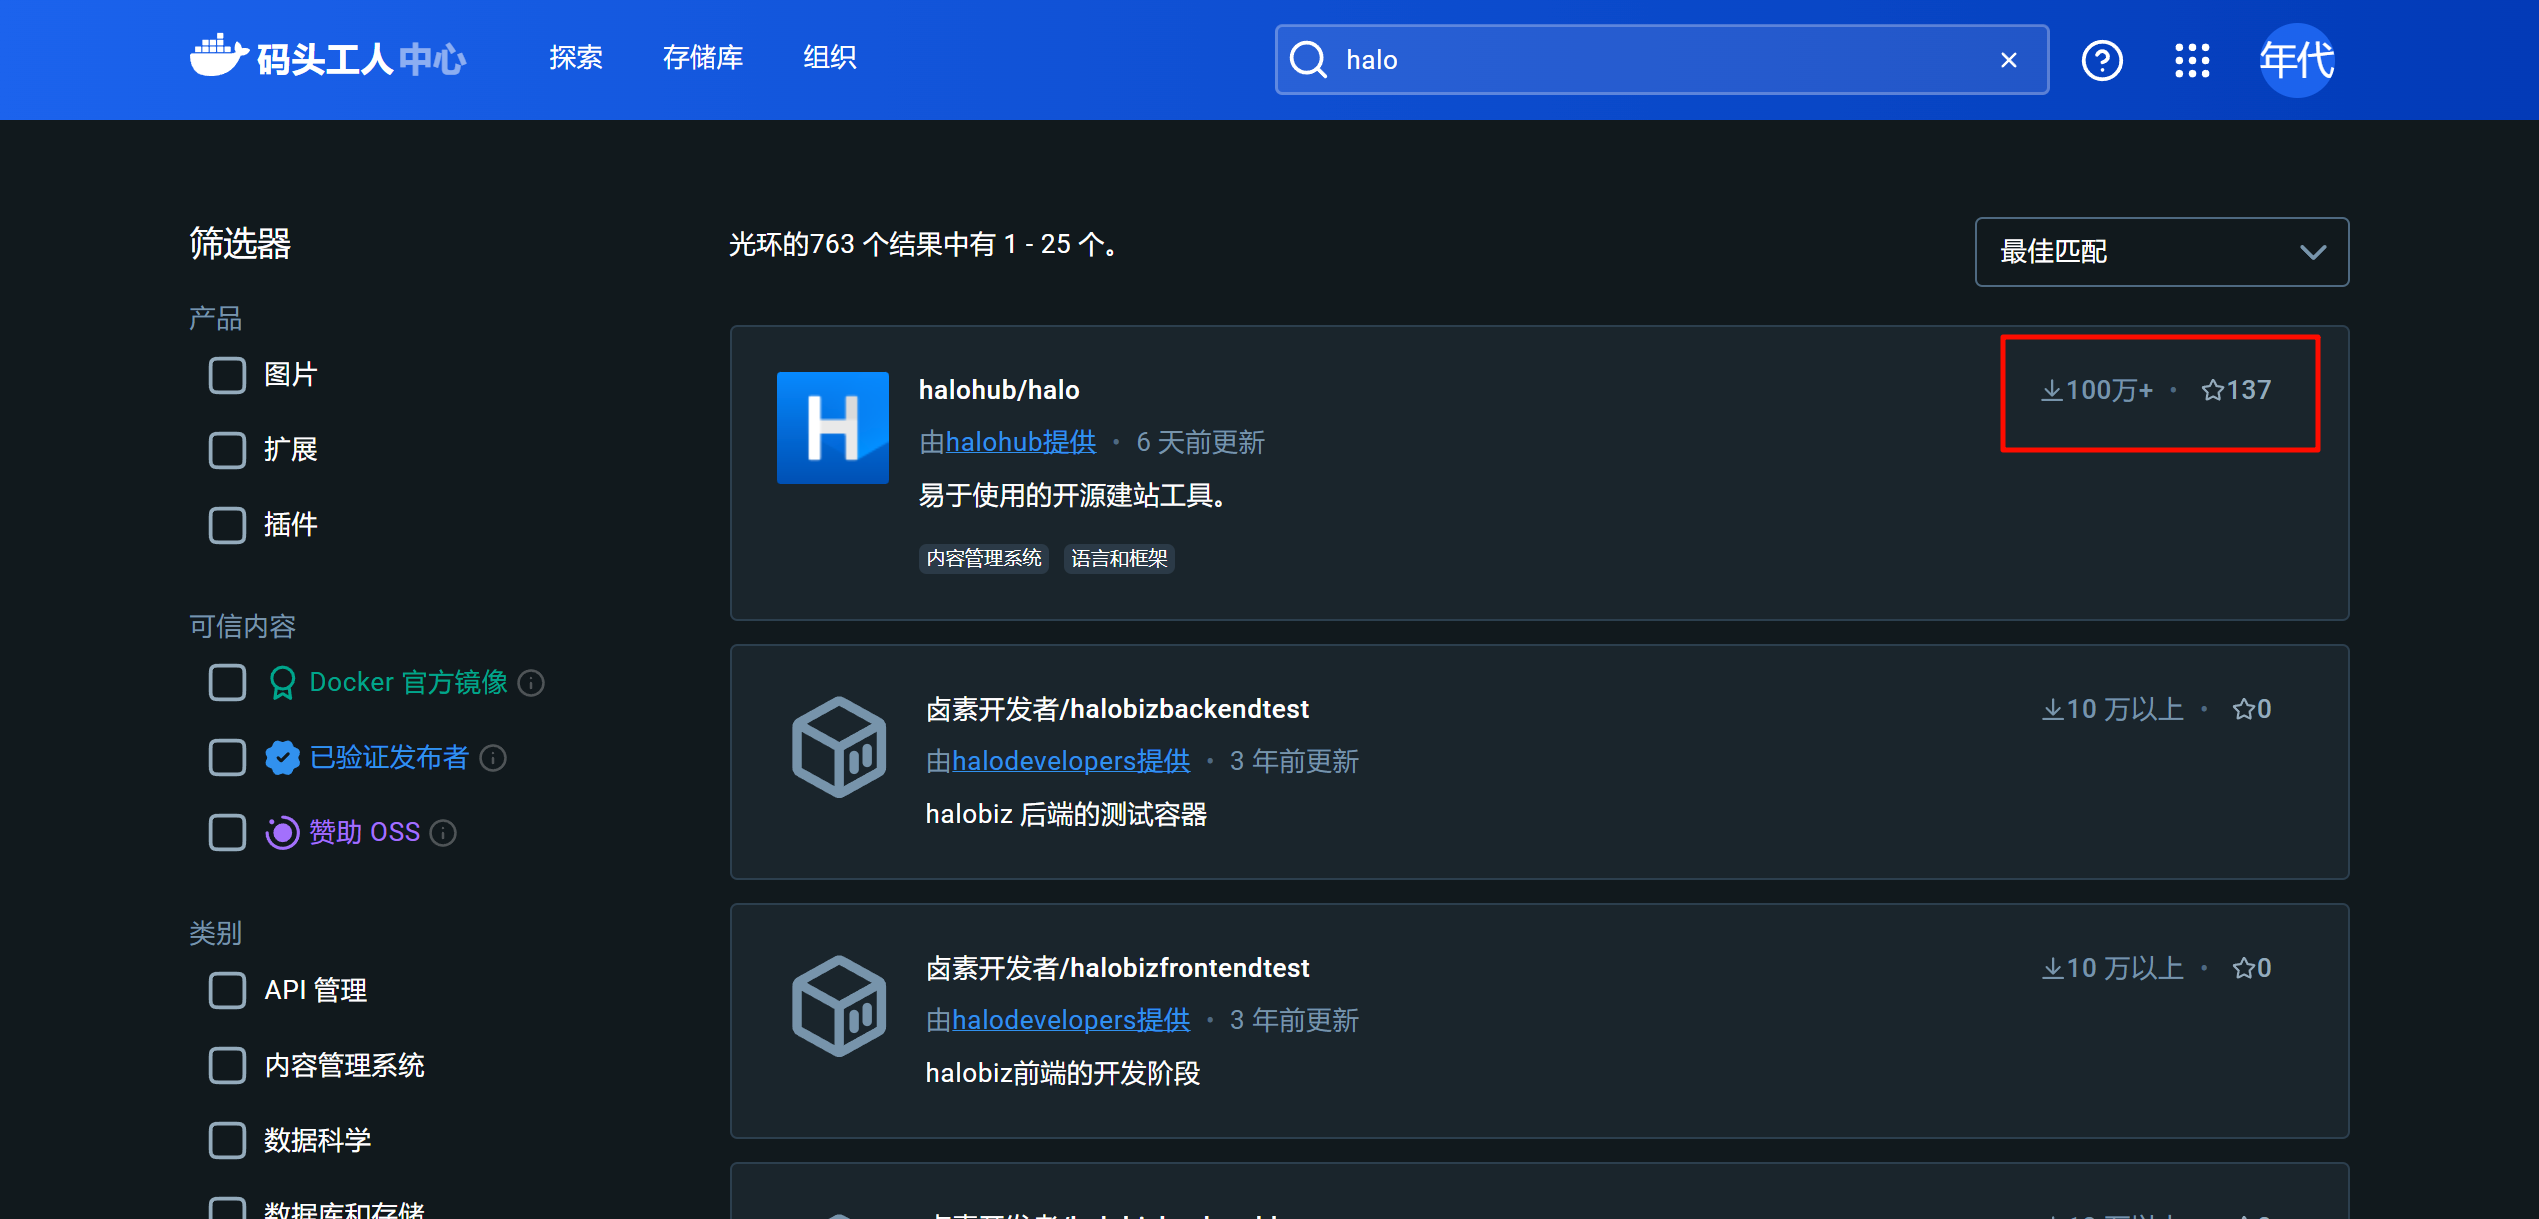 码头工人中心
探索
存储库
组织
halo
年代
筛选器
产品
图片
扩展
插件
可信内容
Docker 官方镜像
已验证发布者
赞助 OSS
类别
API 管理
内容管理系统
数据科学
数据库和存储
光环的763 个结果中有 1 - 25 个。
最佳匹配
halohub/halo
100万+ • 137
由halohub提供 • 6 天前更新
易于使用的开源建站工具。
内容管理系统 语言和框架
卤素开发者/halobizbackendtest
10 万以上 • 0
由halodevelopers提供 • 3 年前更新
halobiz 后端的测试容器
卤素开发者/halobizfrontendtest
10 万以上 • 0
由halodevelopers提供 • 3 年前更新
halobiz前端的开发阶段